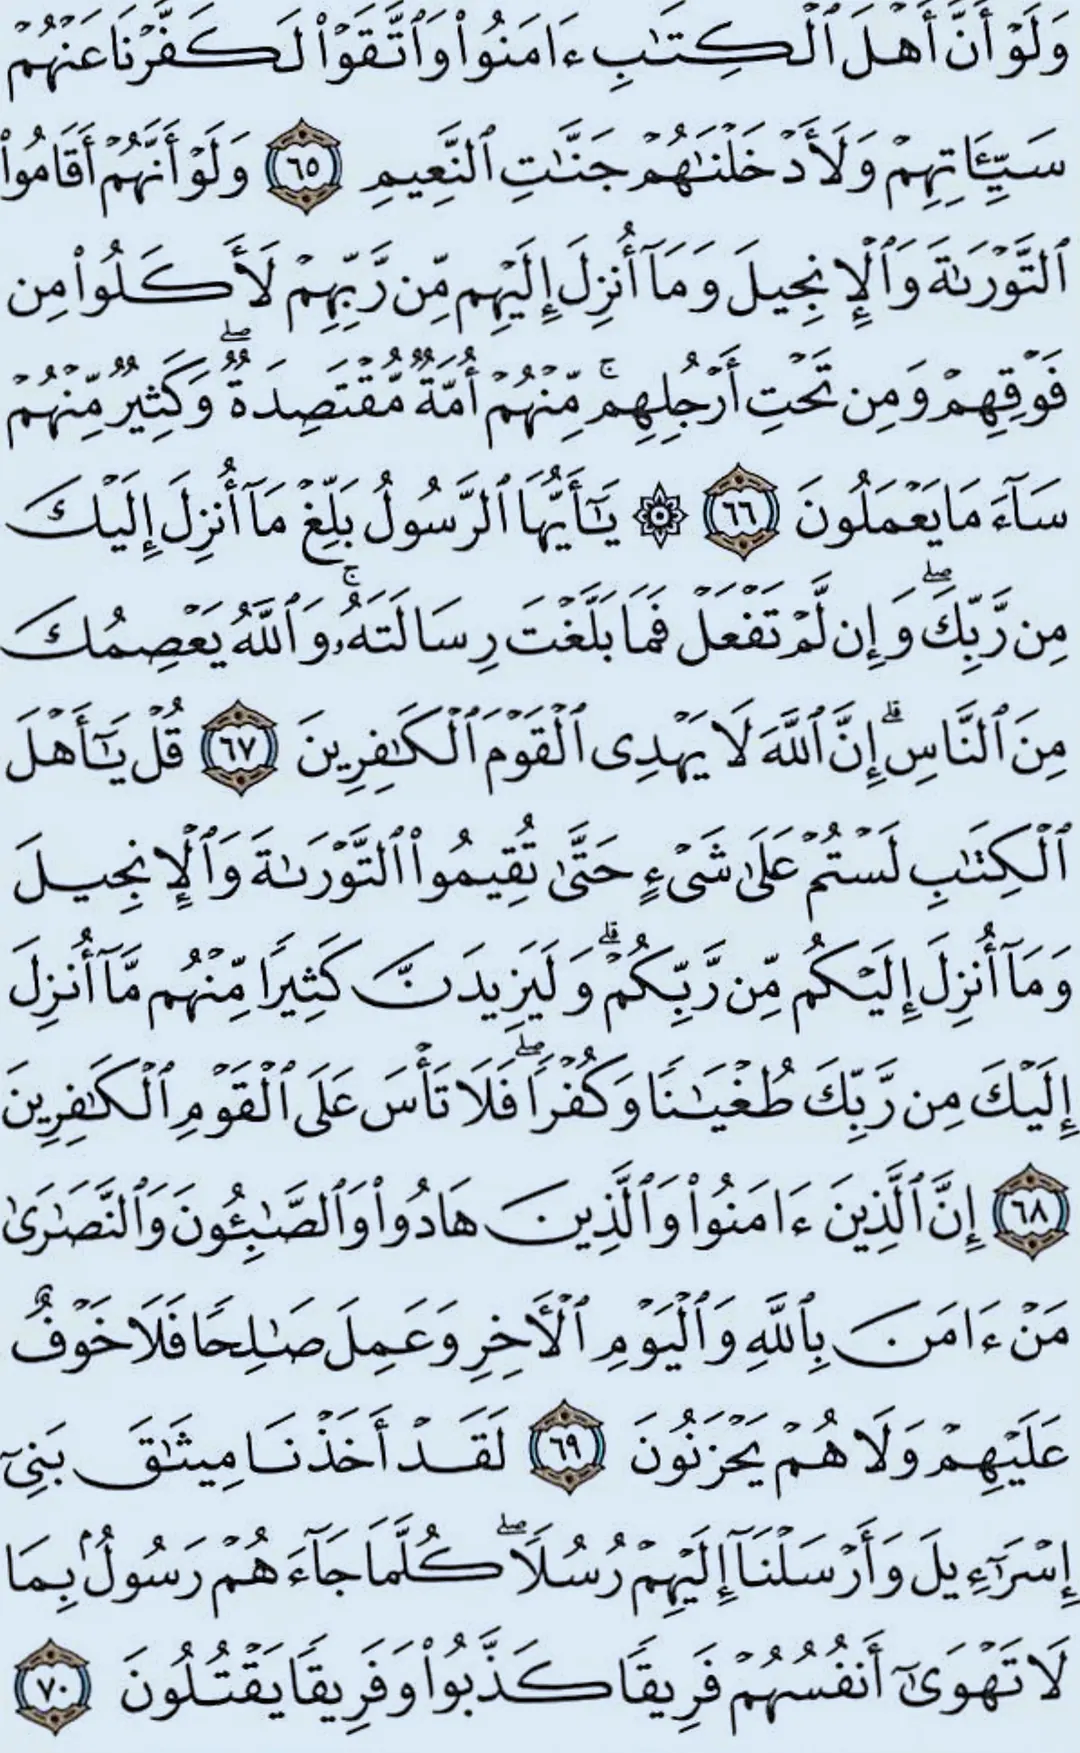 وَلَوْ أَنَّ أَهْلَ ٱلْكِتَٰبِ ءَامَنُوا۟ وَٱتَّقَوْا۟ لَكَفَّرْنَا عَنْهُمْ
سَيِّـَٔاتِهِمْ وَلَأَدْخَلْنَٰهُمْ جَنَّٰتِ ٱلنَّعِيمِ ٦٥ وَلَوْ أَنَّهُمْ أَقَامُوا۟
ٱلتَّوْرَىٰةَ وَٱلْإِنجِيلَ وَمَآ أُنزِلَ إِلَيْهِم مِّن رَّبِّهِمْ لَأَكَلُوا۟ مِن
فَوْقِهِمْ وَمِن تَحْتِ أَرْجُلِهِم ۚ مِّنْهُمْ أُمَّةٌ مُّقْتَصِدَةٌ ۖ وَكَثِيرٌ مِّنْهُمْ
سَآءَ مَا يَعْمَلُونَ ٦٦ ۞ يَٰٓأَيُّهَا ٱلرَّسُولُ بَلِّغْ مَآ أُنزِلَ إِلَيْكَ
مِن رَّبِّكَ ۖ وَإِن لَّمْ تَفْعَلْ فَمَا بَلَّغْتَ رِسَالَتَهُۥ ۚ وَٱللَّهُ يَعْصِمُكَ
مِنَ ٱلنَّاسِ ۗ إِنَّ ٱللَّهَ لَا يَهْدِى ٱلْقَوْمَ ٱلْكَٰفِرِينَ ٦٧ قُلْ يَٰٓأَهْلَ
ٱلْكِتَٰبِ لَسْتُمْ عَلَىٰ شَىْءٍ حَتَّىٰ تُقِيمُوا۟ ٱلتَّوْرَىٰةَ وَٱلْإِنجِيلَ
وَمَآ أُنزِلَ إِلَيْكُم مِّن رَّبِّكُمْ ۗ وَلَيَزِيدَنَّ كَثِيرًا مِّنْهُم مَّآ أُنزِلَ
إِلَيْكَ مِن رَّبِّكَ طُغْيَٰنًا وَكُفْرًا ۖ فَلَا تَأْسَ عَلَى ٱلْقَوْمِ ٱلْكَٰفِرِينَ
٦٨ إِنَّ ٱلَّذِينَ ءَامَنُوا۟ وَٱلَّذِينَ هَادُوا۟ وَٱلصَّٰبِـُٔونَ وَٱلنَّصَٰرَىٰ
مَنْ ءَامَنَ بِٱللَّهِ وَٱلْيَوْمِ ٱلْـَٔاخِرِ وَعَمِلَ صَٰلِحًا فَلَا خَوْفٌ
عَلَيْهِمْ وَلَا هُمْ يَحْزَنُونَ ٦٩ لَقَدْ أَخَذْنَا مِيثَٰقَ بَنِىٓ
إِسْرَٰٓءِيلَ وَأَرْسَلْنَآ إِلَيْهِمْ رُسُلًا ۖ كُلَّمَا جَآءَهُمْ رَسُولٌۢ بِمَا
لَا تَهْوَىٰٓ أَنفُسُهُمْ فَرِيقًا كَذَّبُوا۟ وَفَرِيقًا يَقْتُلُونَ ٧٠